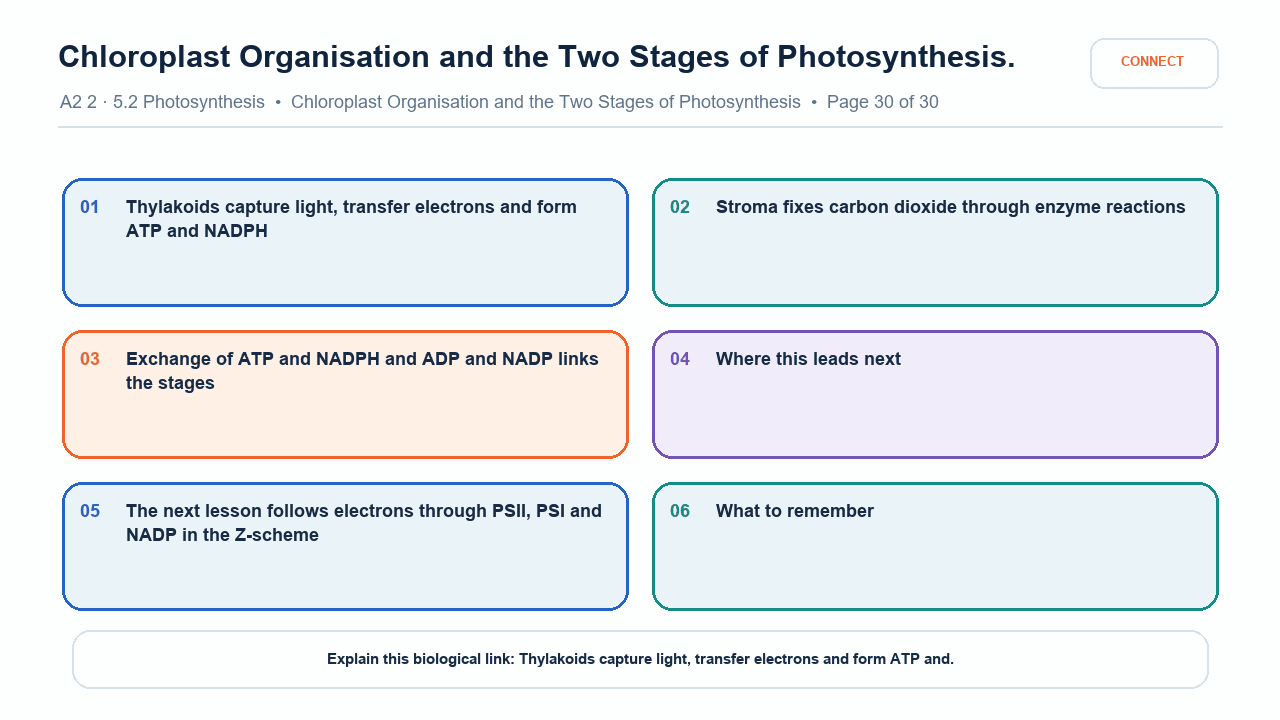 Chloroplast Organisation and the Two Stages of Photosynthesis.
CONNECT
A2 2 · 5.2 Photosynthesis • Chloroplast Organisation and the Two Stages of Photosynthesis • Page 30 of 30
01 Thylakoids capture light, transfer electrons and form
ATP and NADPH
02 Stroma fixes carbon dioxide through enzyme reactions
03 Exchange of ATP and NADPH and ADP and NADP links
the stages
04 Where this leads next
05 The next lesson follows electrons through PSII, PSI and
NADP in the Z-scheme
06 What to remember
Explain this biological link: Thylakoids capture light, transfer electrons and form ATP and.